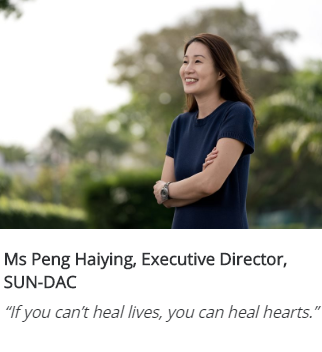 Ms Peng Haiying, Executive Director,
SUN-DAC
“If you can’t heal lives, you can heal hearts.”